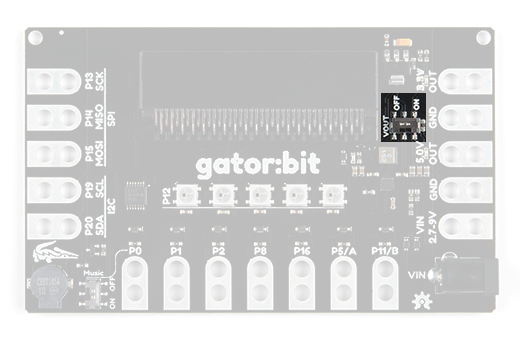 3.3V
OUT
GND
5.0V
OUT
GND
VIN
2.7-9V
VOUT
OFF
ON
P13
SCK
P14
MISO
P15
MOSI
SPI
P19
SCL
P20
SDA
I2C
gator:bit
P12
Music
ON
OFF
P0
P1
P2
P8
P16
P5/A
P11/B
VIN